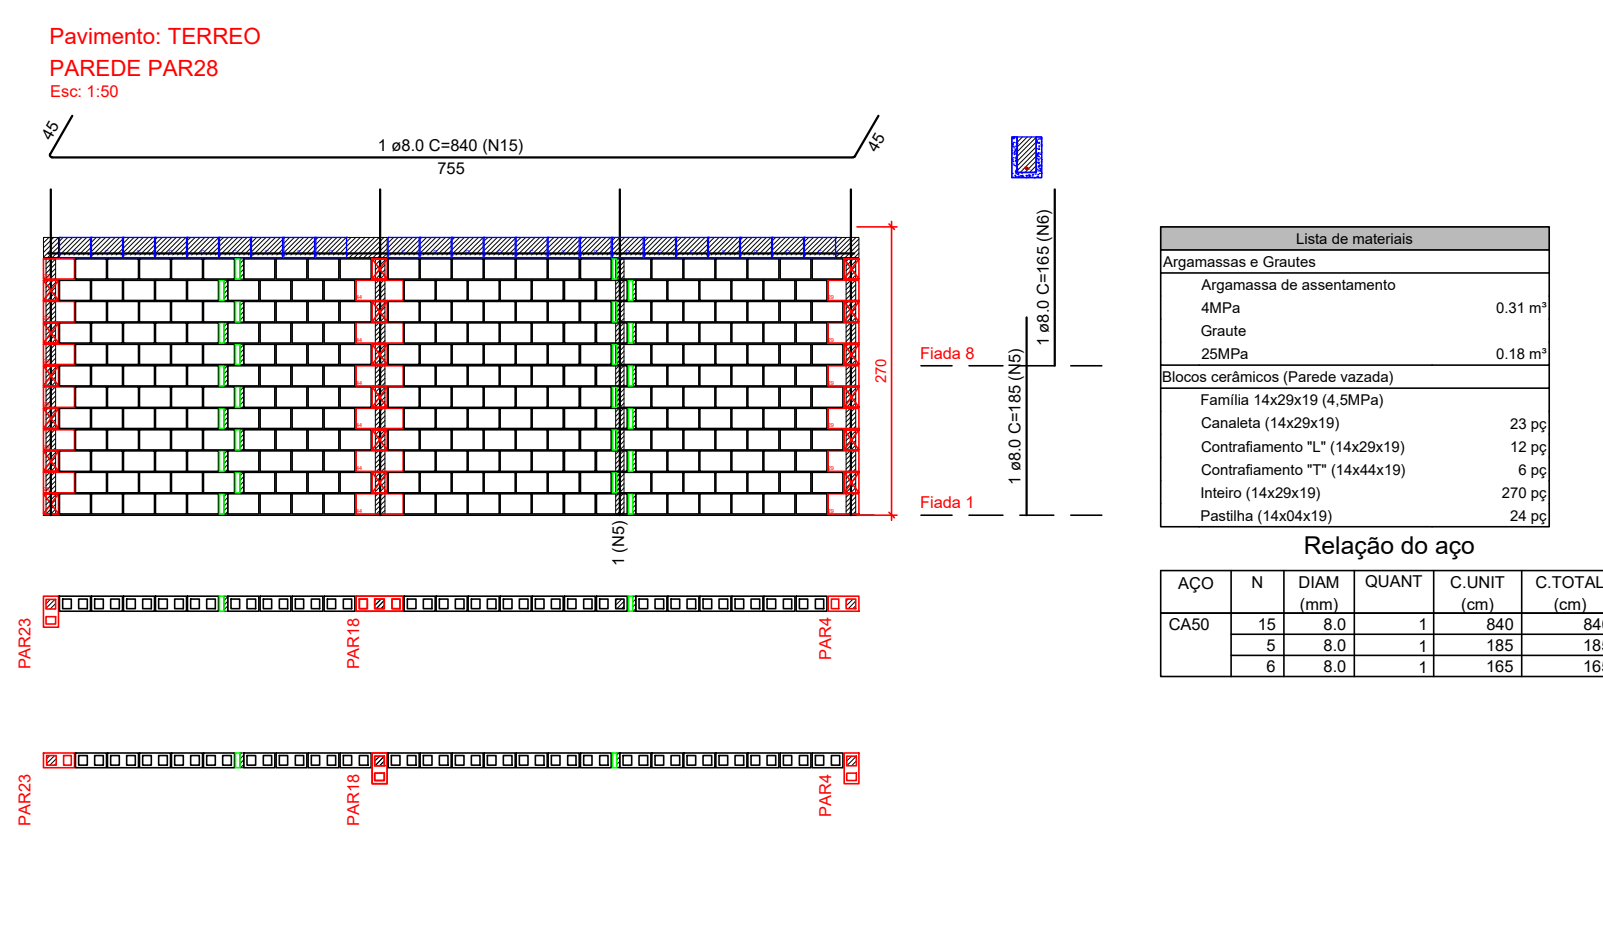 Pavimento: TERREO
PAREDE PAR28
Esc: 1:50
45
1 ø8.0 C=840 (N15)
755
45
270
1 (N5)
Fiada 8
Fiada 1
1 ø8.0 C=185 (N5)
1 ø8.0 C=165 (N6)
PAR23
PAR18
PAR4
PAR23
PAR18
PAR4
Lista de materiais
Argamassas e Grautes
Argamassa de assentamento
4MPa 0.31 m³
Graute
25MPa 0.18 m³
Blocos cerâmicos (Parede vazada)
Família 14x29x19 (4,5MPa)
Canaleta (14x29x19) 23 pç
Contrafiamento "L" (14x29x19) 12 pç
Contrafiamento "T" (14x44x19) 6 pç
Inteiro (14x29x19) 270 pç
Pastilha (14x04x19) 24 pç
Relação do aço
AÇO N DIAM QUANT C.UNIT C.TOTAL
(mm) (cm) (cm)
CA50 15 8.0 1 840 840
5 8.0 1 185 185
6 8.0 1 165 165